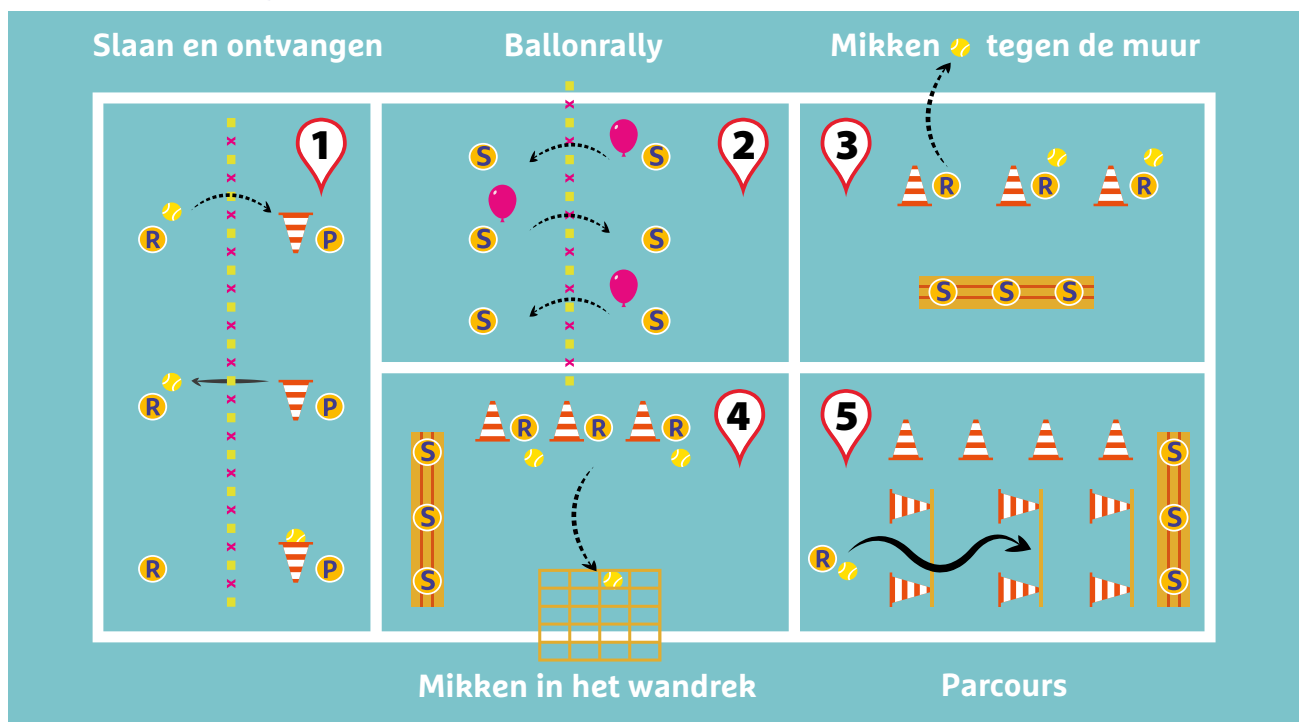 Slaan en ontvangen
Ballonrally
Mikken tegen de muur
1
R P
R P
R P
2
S S
S S
S S
3
R R R
S S S
4
R R R
S
S
S
5
S
S
R
S
Mikken in het wandrek
Parcours